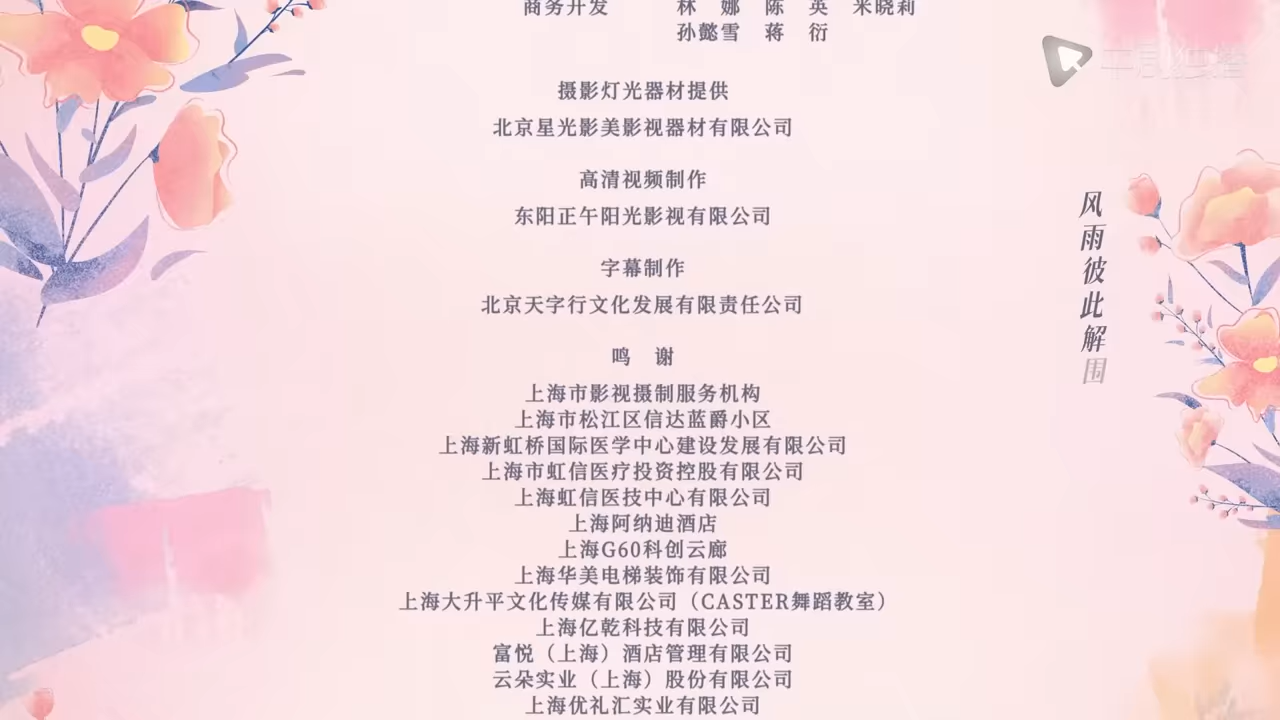 商务开发 林 娜 陈 英 米晓莉
孙懿雪 蒋 衍
摄影灯光器材提供
北京星光影美影视器材有限公司
高清视频制作
东阳正午阳光影视有限公司
字幕制作
北京天字行文化发展有限责任公司
鸣 谢
上海市影视摄制服务机构
上海市松江区信达蓝爵小区
上海新虹桥国际医学中心建设发展有限公司
上海市虹信医疗投资控股有限公司
上海虹信医技中心有限公司
上海阿纳迪酒店
上海G60科创云廊
上海华美电梯装饰有限公司
上海大升平文化传媒有限公司（CASTER舞蹈教室）
上海亿乾科技有限公司
富悦（上海）酒店管理有限公司
云朵实业（上海）股份有限公司
上海优礼汇实业有限公司
风雨彼此解围